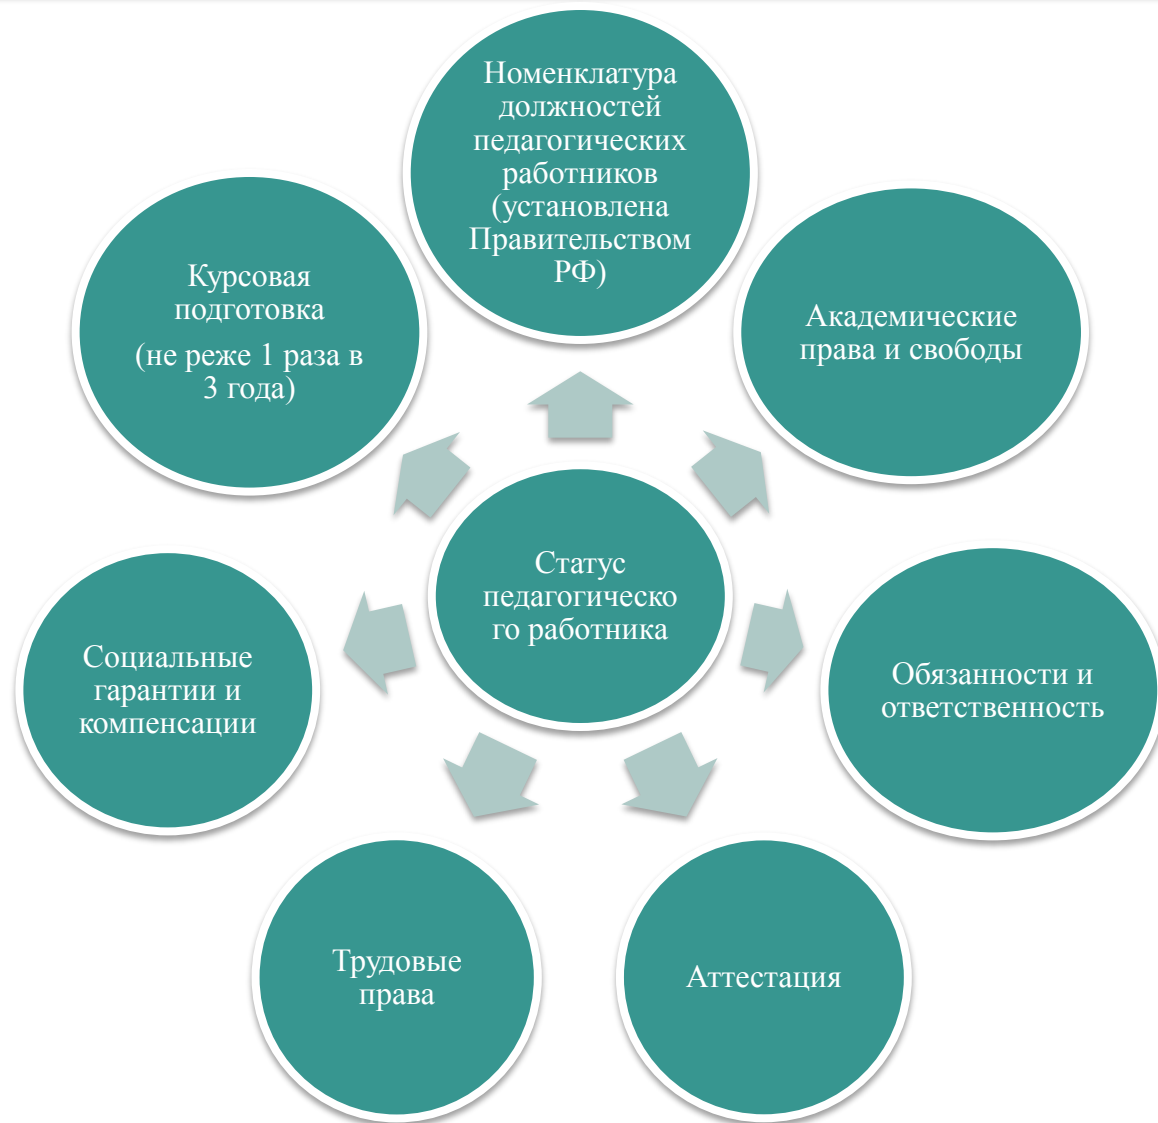 Номенклатура
должностей
педагогических
работников
(установлена
Правительством
РФ)
Академические
права и свободы
Обязанности и
ответственность
Аттестация
Трудовые
права
Социальные
гарантии и
компенсации
Курсовая
подготовка
(не реже 1 раза в
3 года)
Статус
педагогическо
го работника